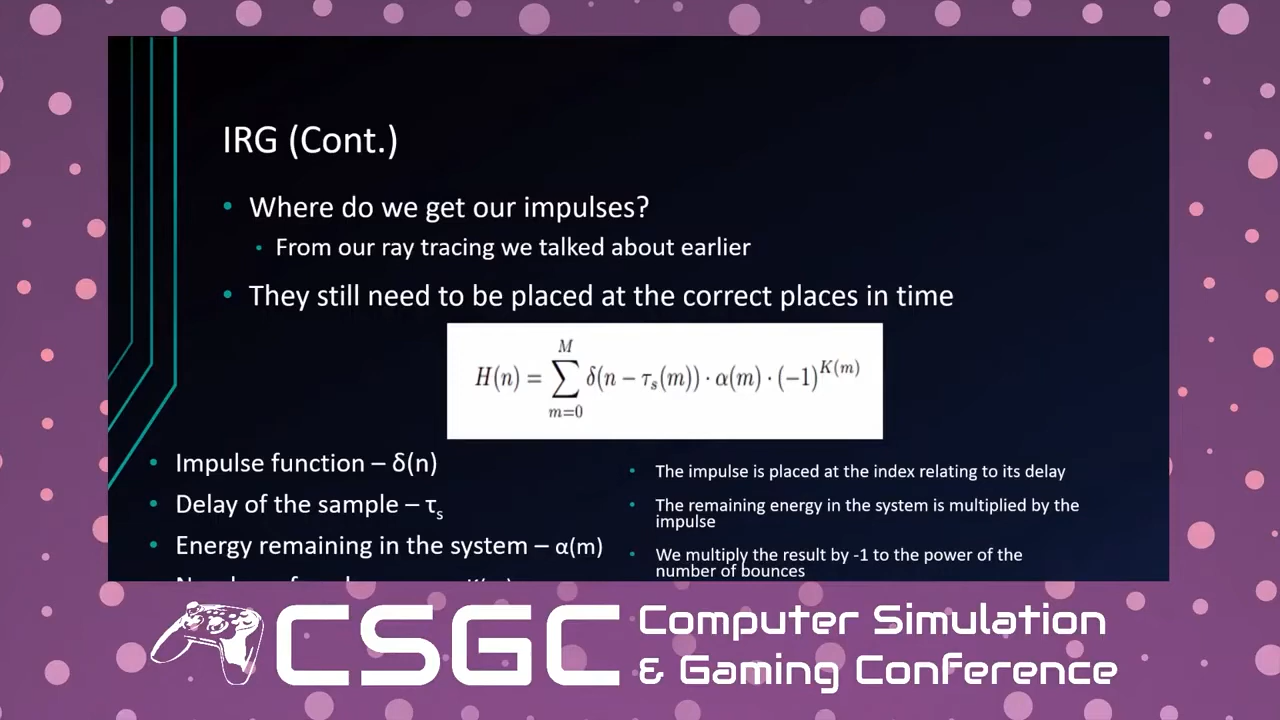 IRG (Cont.)
• Where do we get our impulses?
• From our ray tracing we talked about earlier
• They still need to be placed at the correct places in time
H(n) = ∑_{m=0}^{M} δ(n − τₛ(m)) · α(m) · (−1)^{K(m)}
• Impulse function – δ(n)
• Delay of the sample – τₛ
• Energy remaining in the system – α(m)
• The impulse is placed at the index relating to its delay
• The remaining energy in the system is multiplied by the
impulse
• We multiply the result by -1 to the power of the
number of bounces
CSGC
Computer Simulation
& Gaming Conference